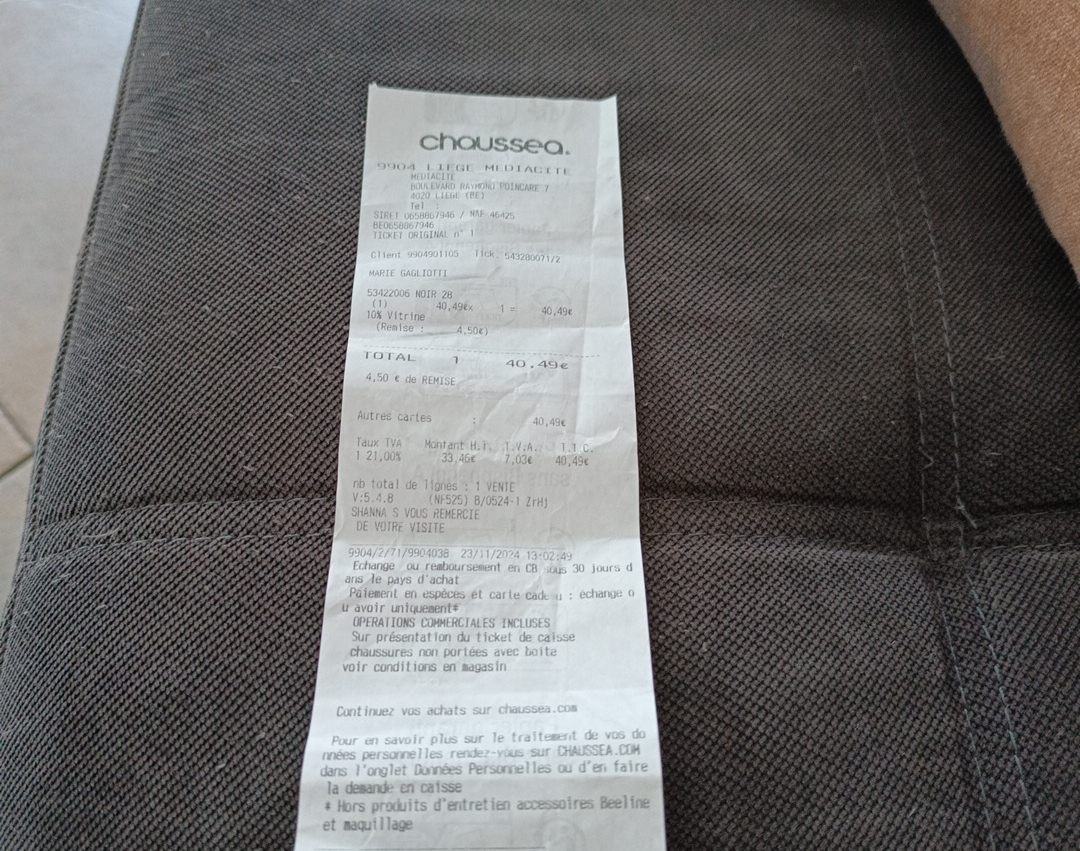 chaussea.
9904 LIEGE MEDIACITE
MEDIACITE
BOULEVARD RAYMOND POINCARE 7
4020 LIEGE (BE)
Tel :
SIRET 0658867946 / NAF 46425
BE0658867946
TICKET ORIGINAL n° 1
Client 9904901105 Tick. 543280071/2
MARIE GAGLIOTTI
53422006 NOIR 28
(1) 40,49€x 1 = 40,49€
10% Vitrine
(Remise : 4,50€)
TOTAL 1 40.49€
4,50 € de REMISE
Autres cartes : 40,49€
Taux TVA Montant H.T. T.V.A. T.T.C.
1 21,00% 33,46€ 7,03€ 40,49€
nb total de lignes : 1 VENTE
V:5.4.8 (NF525) B/0524-1 ZrHj
SHANNA S VOUS REMERCIE
DE VOTRE VISITE
9904/2/71/9904038 23/11/2024 13:02:49
Echange ou remboursement en CB sous 30 jours d
ans le pays d'achat
Paiement en espèces et carte cadeau : échange o
u avoir uniquement*
OPERATIONS COMMERCIALES INCLUSES
Sur présentation du ticket de caisse
chaussures non portées avec boite
voir conditions en magasin
Continuez vos achats sur chaussea.com
Pour en savoir plus sur le traitement de vos do
nnées personnelles rendez-vous sur CHAUSSEA.COM
dans l'onglet Données Personnelles ou d'en faire
la demande en caisse
* Hors produits d'entretien accessoires Beeline
et maquillage